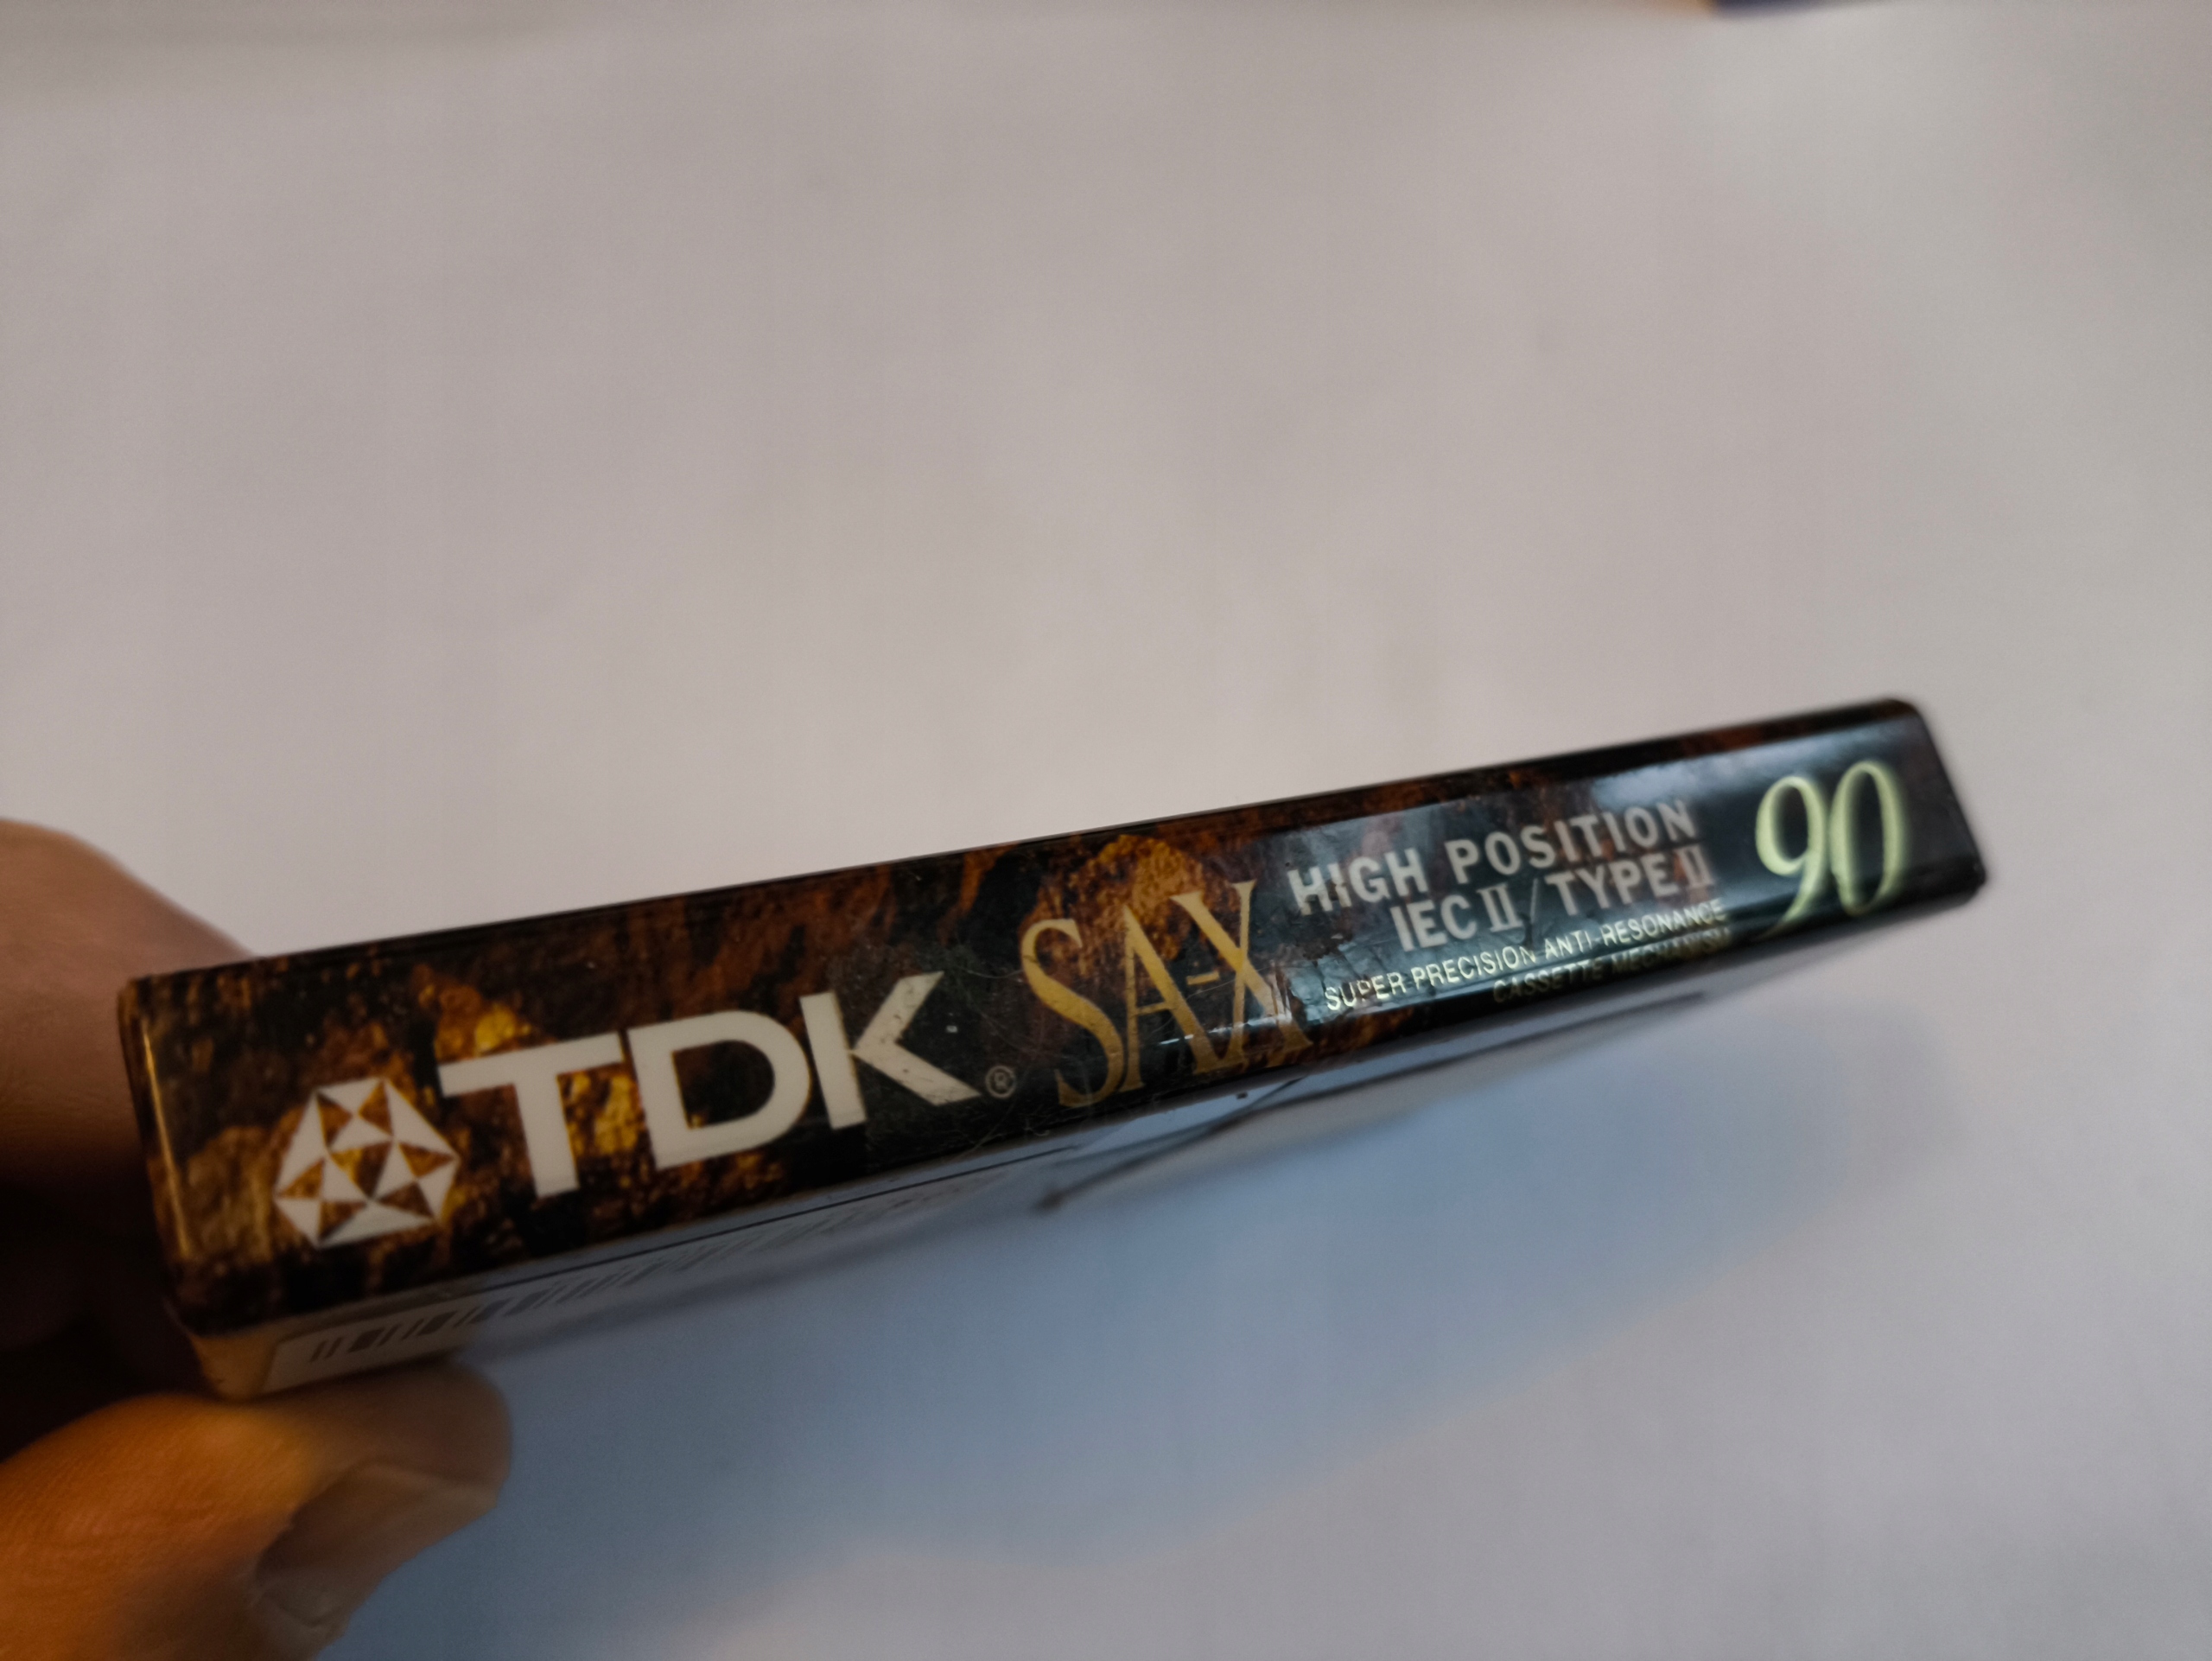 TDK®
SA-X
HIGH POSITION
IEC II / TYPE II
SUPER PRECISION ANTI-RESONANCE
CASSETTE MECHANISM
90